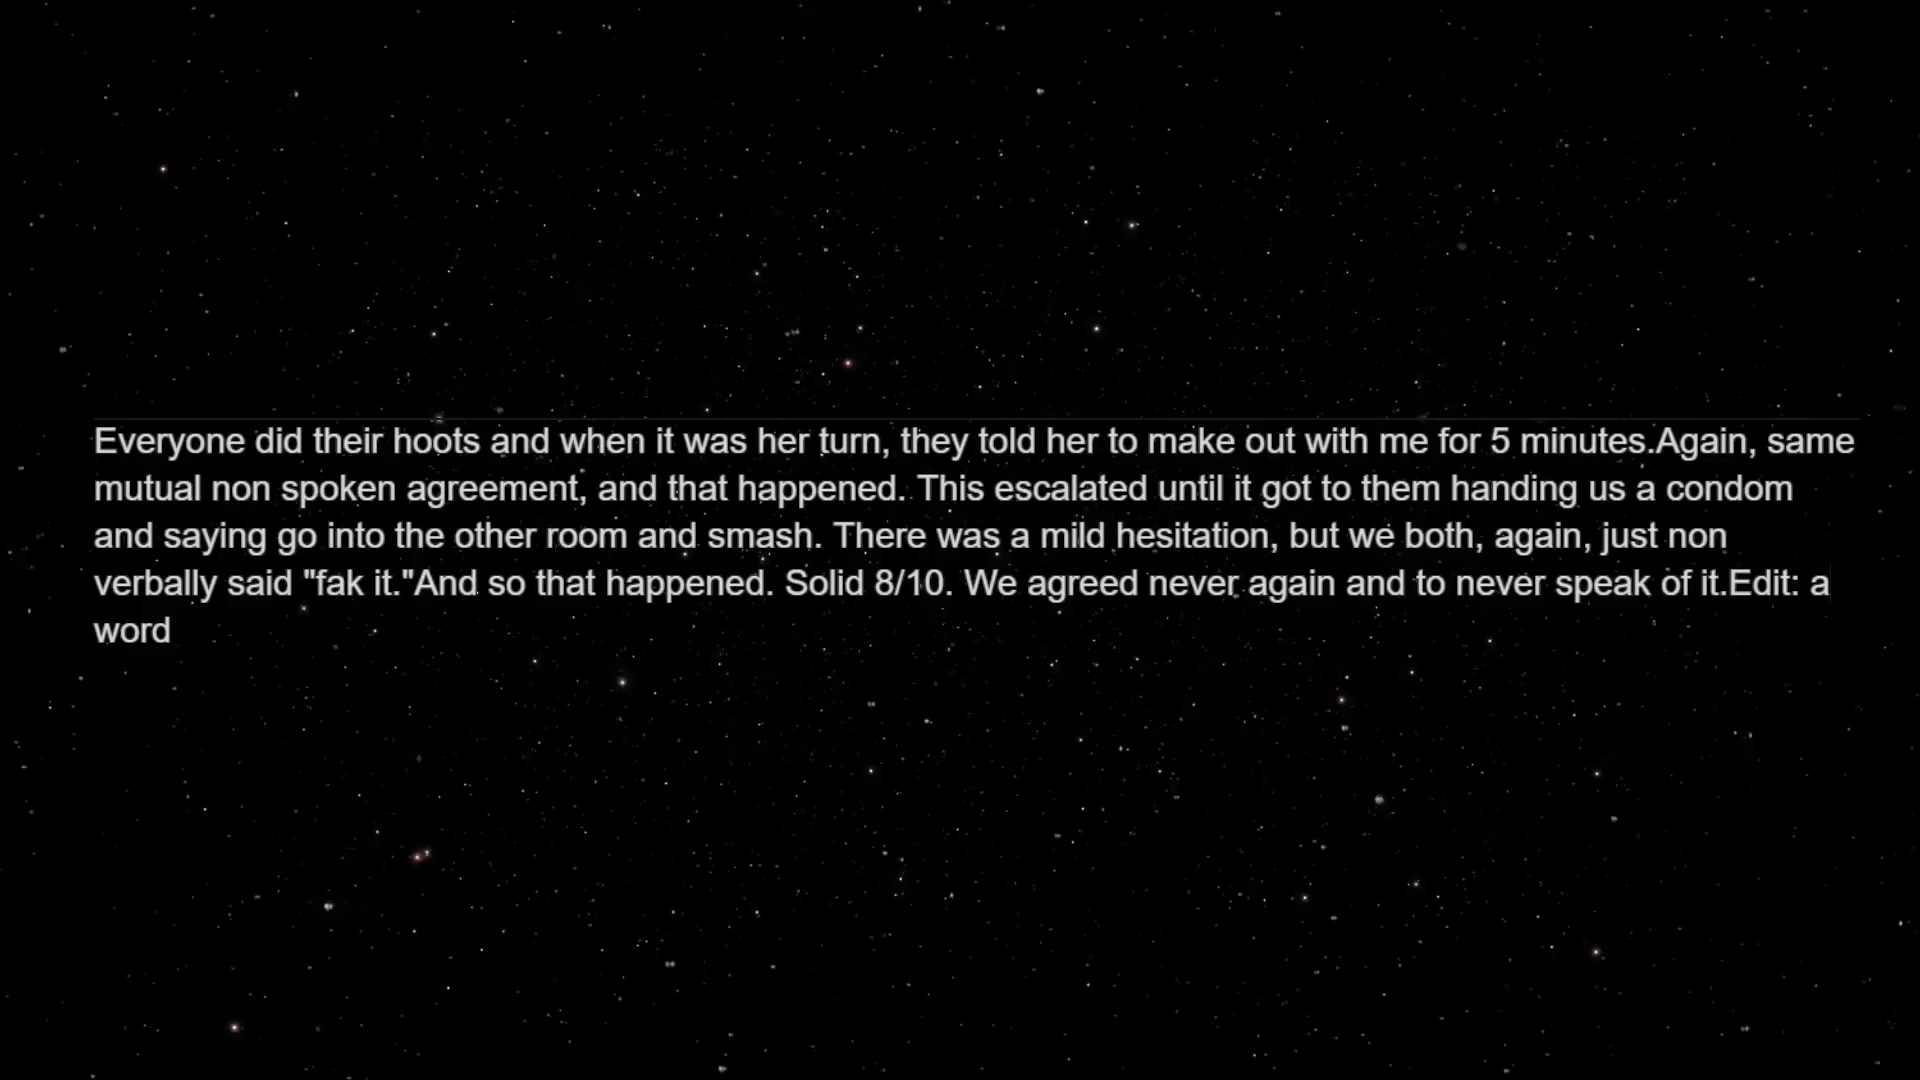 Everyone did their hoots and when it was her turn, they told her to make out with me for 5 minutes.Again, same
mutual non spoken agreement, and that happened. This escalated until it got to them handing us a condom
and saying go into the other room and smash. There was a mild hesitation, but we both, again, just non
verbally said "fak it."And so that happened. Solid 8/10. We agreed never again and to never speak of it.Edit: a
word